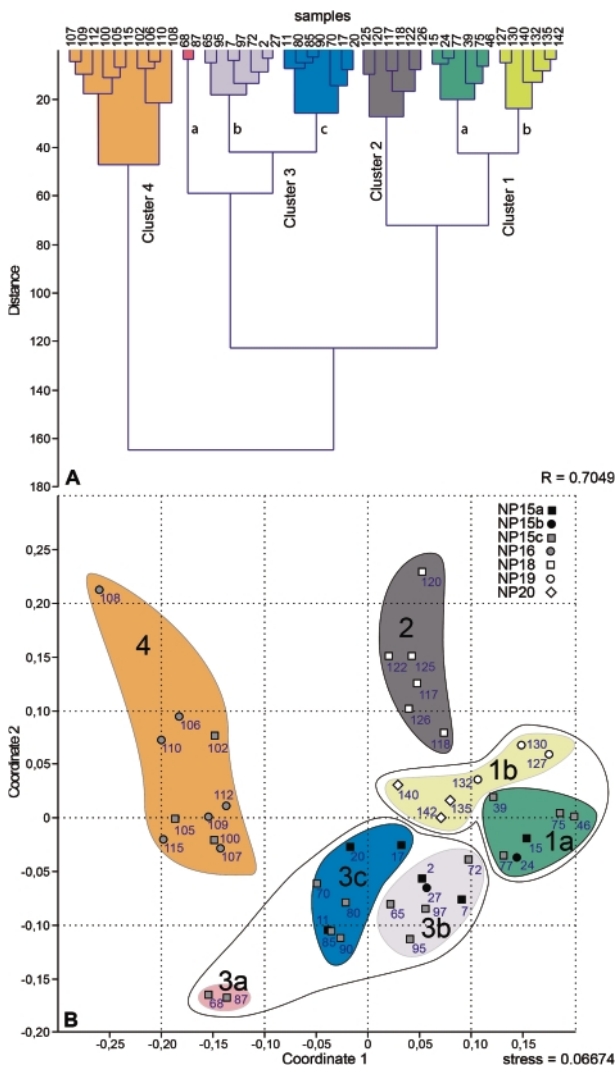 samples
107 109 112 100 105 115 102 106 110 108 68 87 65 95 7 97 72 2 27 11 80 85 90 70 17 20 125 120 117 118 122 126 15 24 77 39 75 46 127 130 140 132 135 142
20
40
60
80
100
120
140
160
180
Distance
a
b
c
a
b
Cluster 4
Cluster 3
Cluster 2
Cluster 1
A
R = 0.7049
NP15a
NP15b
NP15c
NP16
NP18
NP19
NP20
0,25
0,20
0,15
0,10
0,05
0
-0,05
-0,10
-0,15
0,20
Coordinate 2
108
4
106
110
102
112
105
109
100
115
107
120
2
122
125
117
126
118
130
127
132
1b
140
135
142
39
75
46
1a
15
77
24
20
17
3c
70
80
11
85
90
2
72
27
7
65
97
3b
95
3a
68
87
-0,25
-0,20
-0,15
-0,10
-0,05
0
0,05
0,10
0,15
0,20
B
Coordinate 1
stress = 0.06674